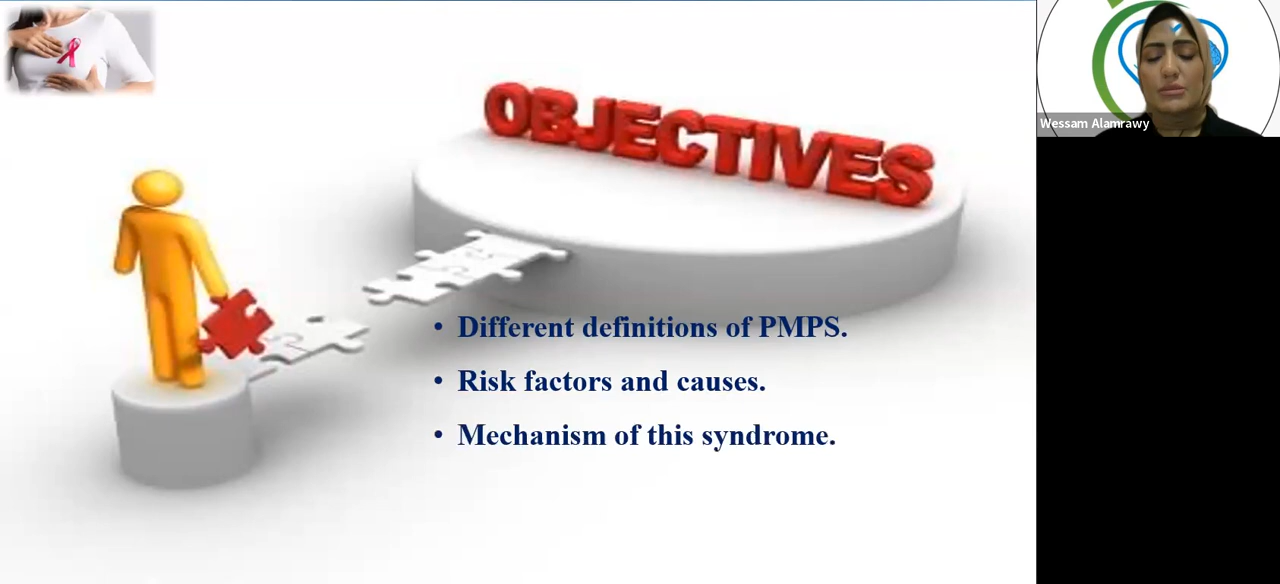 OBJECTIVES
• Different definitions of PMPS.
• Risk factors and causes.
• Mechanism of this syndrome.
Wessam Alamrawy